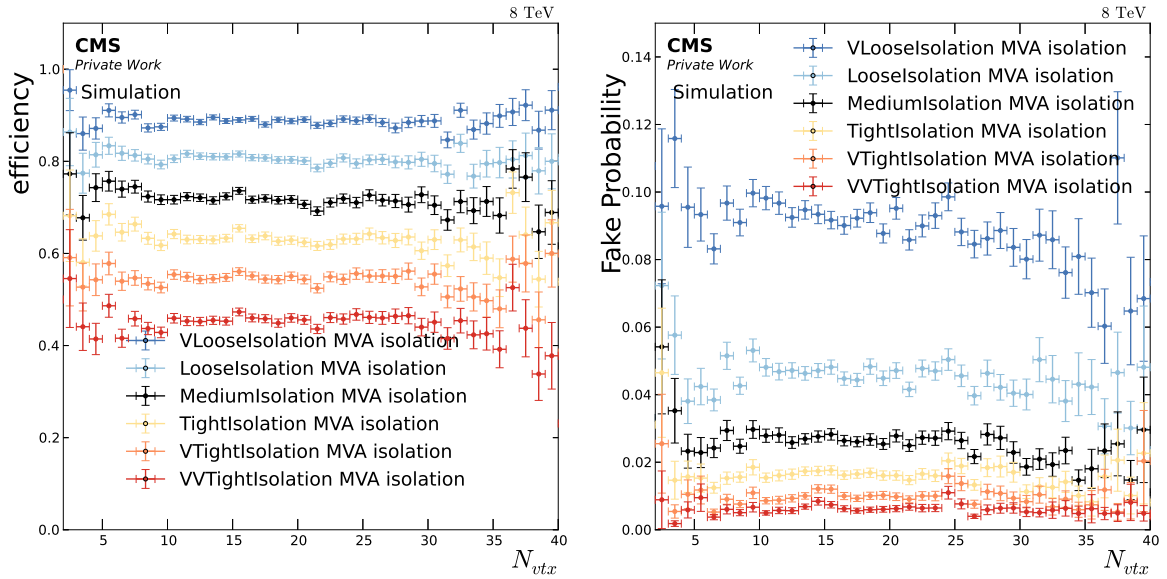 8 TeV
CMS
Private Work
Simulation
efficiency
1.0
0.8
0.6
0.4
0.2
0.0
VLooseIsolation MVA isolation
LooseIsolation MVA isolation
MediumIsolation MVA isolation
TightIsolation MVA isolation
VTightIsolation MVA isolation
VVTightIsolation MVA isolation
5 10 15 20 25 30 35 40
N_vtx
8 TeV
CMS
Private Work
Simulation
Fake Probability
0.14
0.12
0.10
0.08
0.06
0.04
0.02
0.00
VLooseIsolation MVA isolation
LooseIsolation MVA isolation
MediumIsolation MVA isolation
TightIsolation MVA isolation
VTightIsolation MVA isolation
VVTightIsolation MVA isolation
5 10 15 20 25 30 35 40
N_vtx